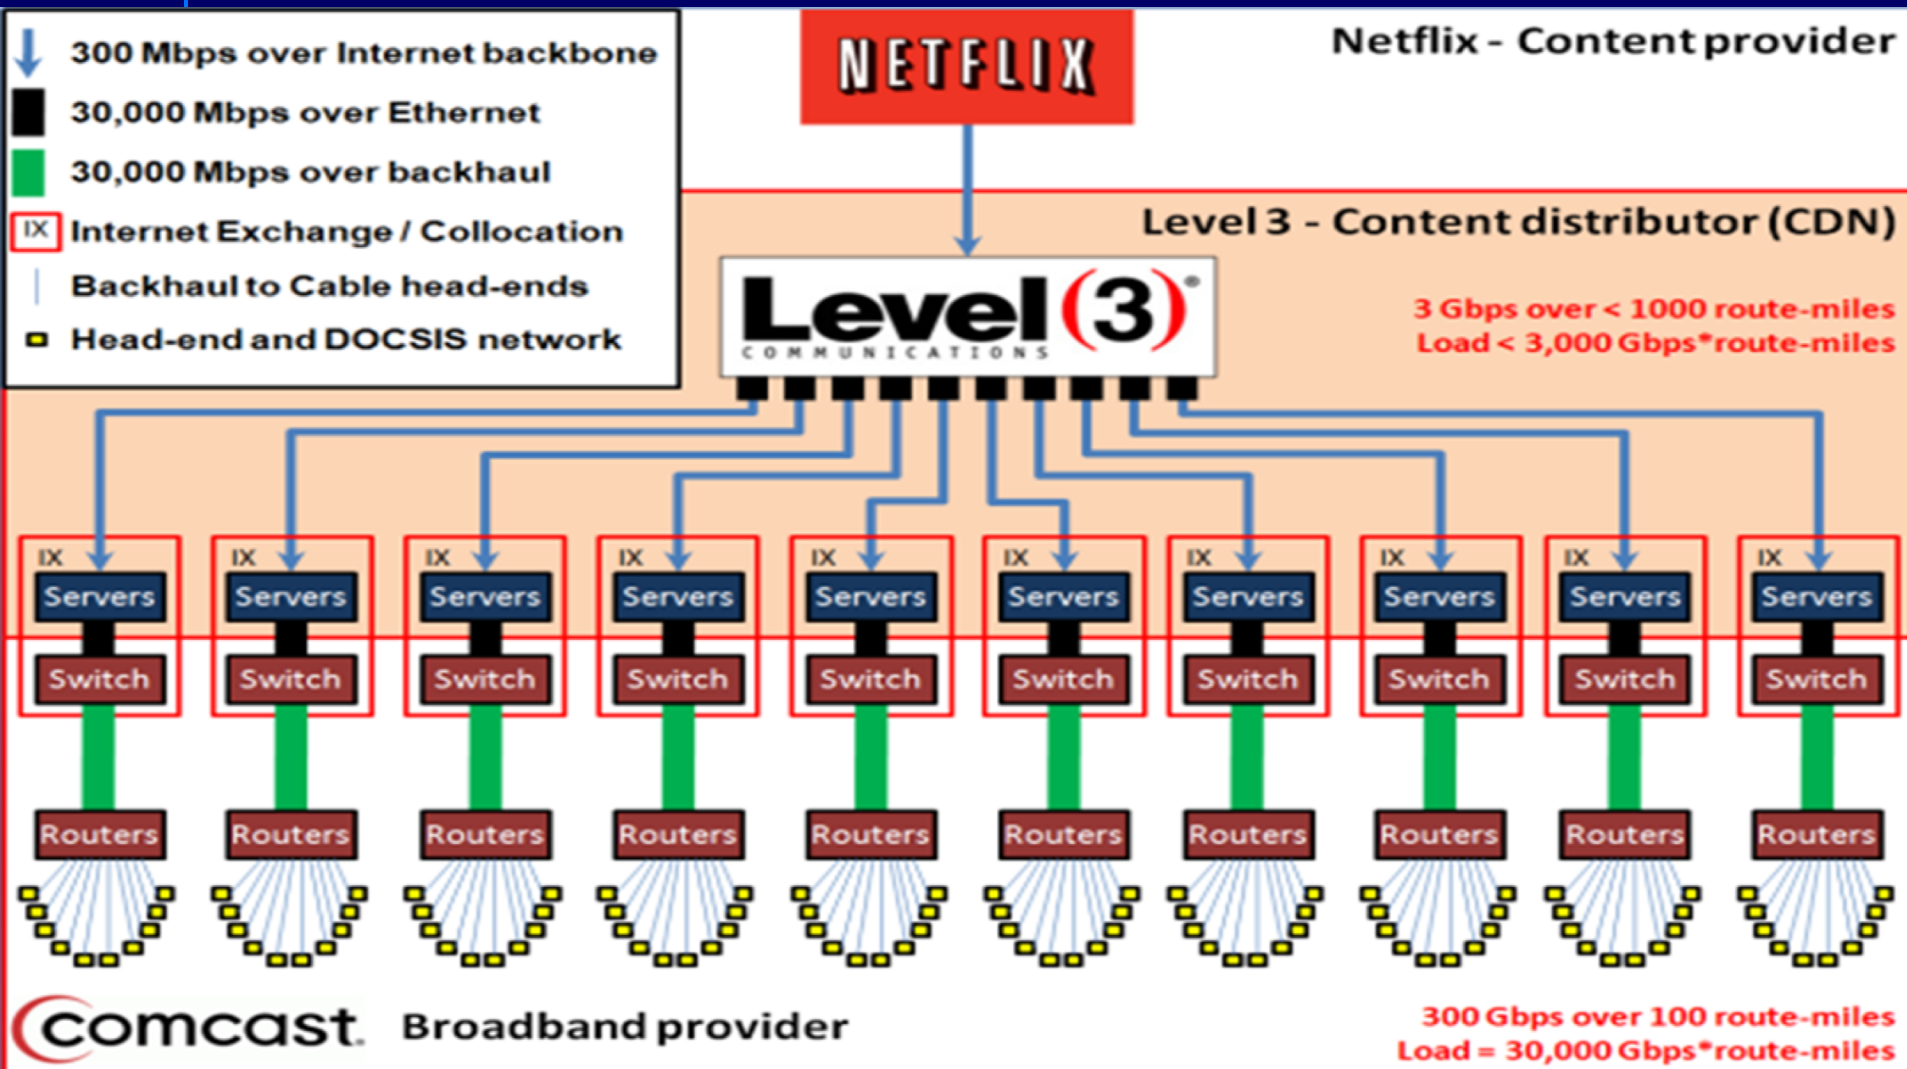 300 Mbps over Internet backbone
30,000 Mbps over Ethernet
30,000 Mbps over backhaul
IX Internet Exchange / Collocation
Backhaul to Cable head-ends
Head-end and DOCSIS network
NETFLIX
Netflix - Content provider
Level 3 - Content distributor (CDN)
Level (3)®
COMMUNICATIONS
3 Gbps over < 1000 route-miles
Load < 3,000 Gbps*route-miles
IX IX IX IX IX IX IX IX IX IX
Servers Servers Servers Servers Servers Servers Servers Servers Servers Servers
Switch Switch Switch Switch Switch Switch Switch Switch Switch Switch
Routers Routers Routers Routers Routers Routers Routers Routers Routers Routers
Comcast. Broadband provider
300 Gbps over 100 route-miles
Load = 30,000 Gbps*route-miles